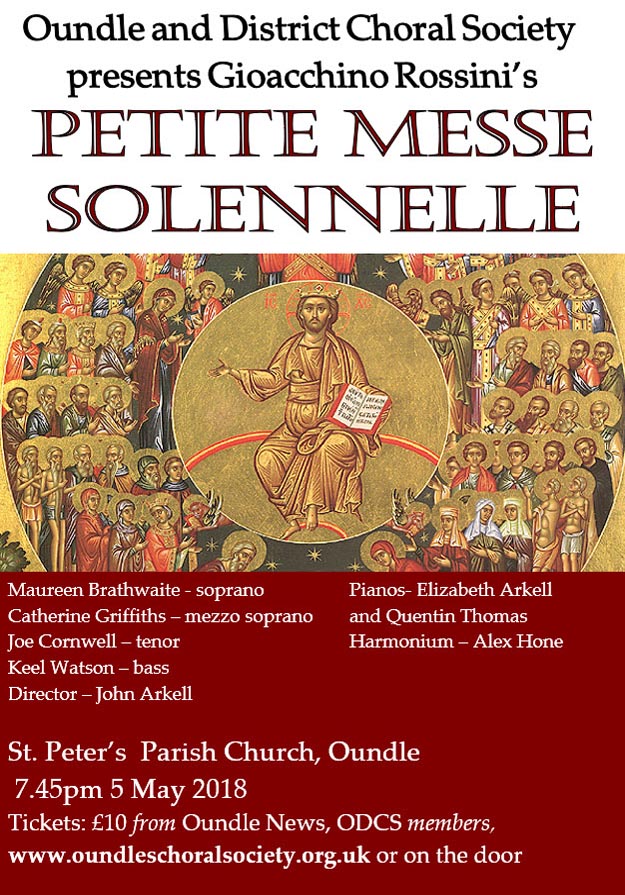 Oundle and District Choral Society
presents Gioacchino Rossini's
PETITE MESSE
SOLENNELLE
Maureen Brathwaite - soprano
Catherine Griffiths – mezzo soprano
Joe Cornwell – tenor
Keel Watson – bass
Director – John Arkell
Pianos- Elizabeth Arkell
and Quentin Thomas
Harmonium – Alex Hone
St. Peter's Parish Church, Oundle
7.45pm 5 May 2018
Tickets: £10 from Oundle News, ODCS members,
www.oundleschoralsociety.org.uk or on the door